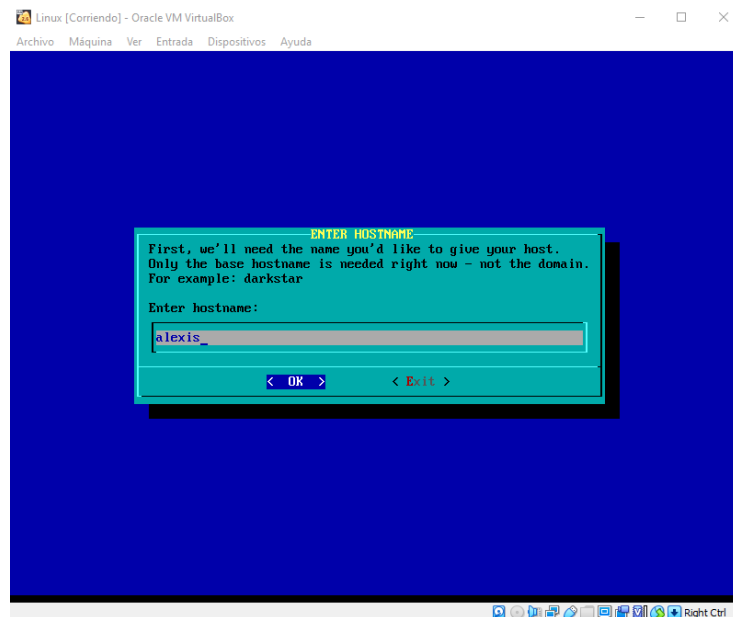 Linux [Corriendo] - Oracle VM VirtualBox
Archivo Máquina Ver Entrada Dispositivos Ayuda
ENTER HOSTNAME
First, we'll need the name you'd like to give your host.
Only the base hostname is needed right now - not the domain.
For example: darkstar
Enter hostname:
alexis_
< OK > < Exit >
Right Ctrl